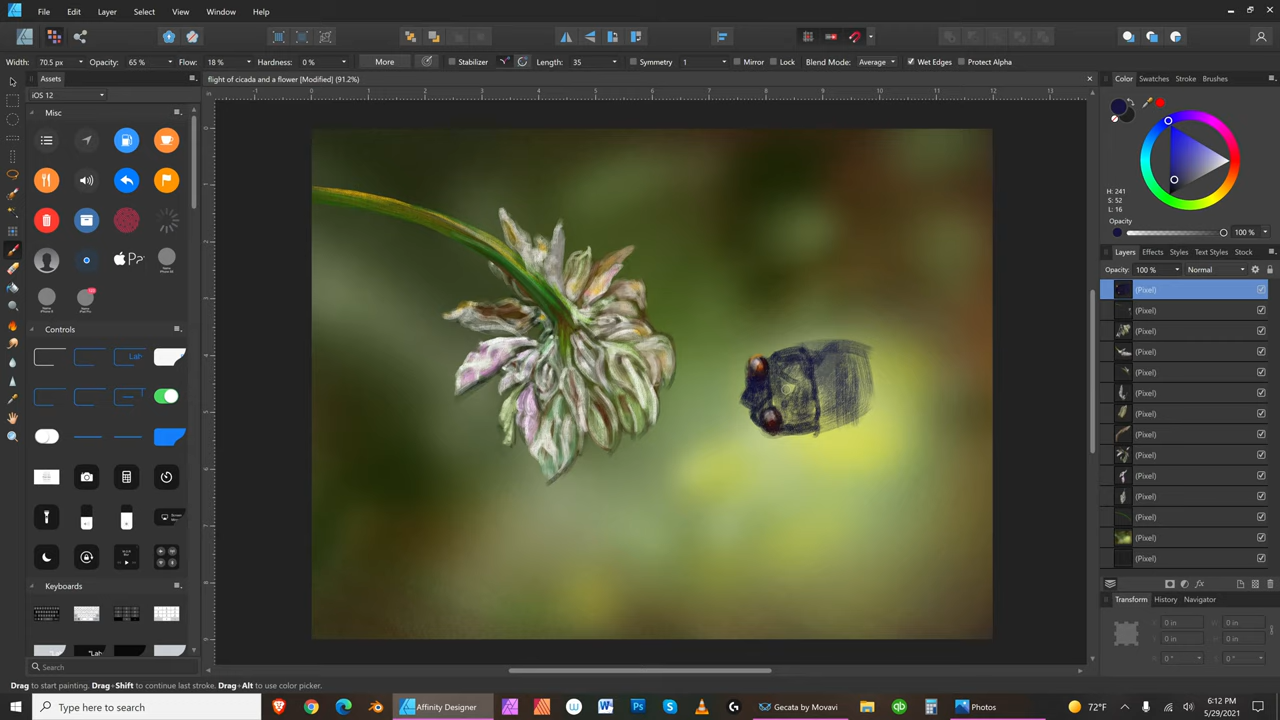 File Edit Layer Select View Window Help
Width: 70.5 px Opacity: 65 % Flow: 18 % Hardness: 0 % More Stabilizer Length: 35 Symmetry 1 Mirror Lock Blend Mode: Average Wet Edges Protect Alpha
Assets
flight of cicada and a flower [Modified] (91.2%)
Color Swatches Stroke Brushes
iOS 12
Misc
H: 241
S: 52
L: 16
Opacity
100 %
Layers Effects Styles Text Styles Stock
Opacity: 100 % Normal
(Pixel)
(Pixel)
(Pixel)
(Pixel)
(Pixel)
(Pixel)
(Pixel)
(Pixel)
(Pixel)
(Pixel)
(Pixel)
(Pixel)
(Pixel)
(Pixel)
Controls
Keyboards
Transform History Navigator
X: 0 in W: 0 in
Y: 0 in H: 0 in
0 ° 0 °
Search
Drag to start painting. Drag+Shift to continue last stroke. Drag+Alt to use color picker.
Type here to search
Affinity Designer
Gecata by Movavi
Photos
72°F
6:12 PM
5/29/2021